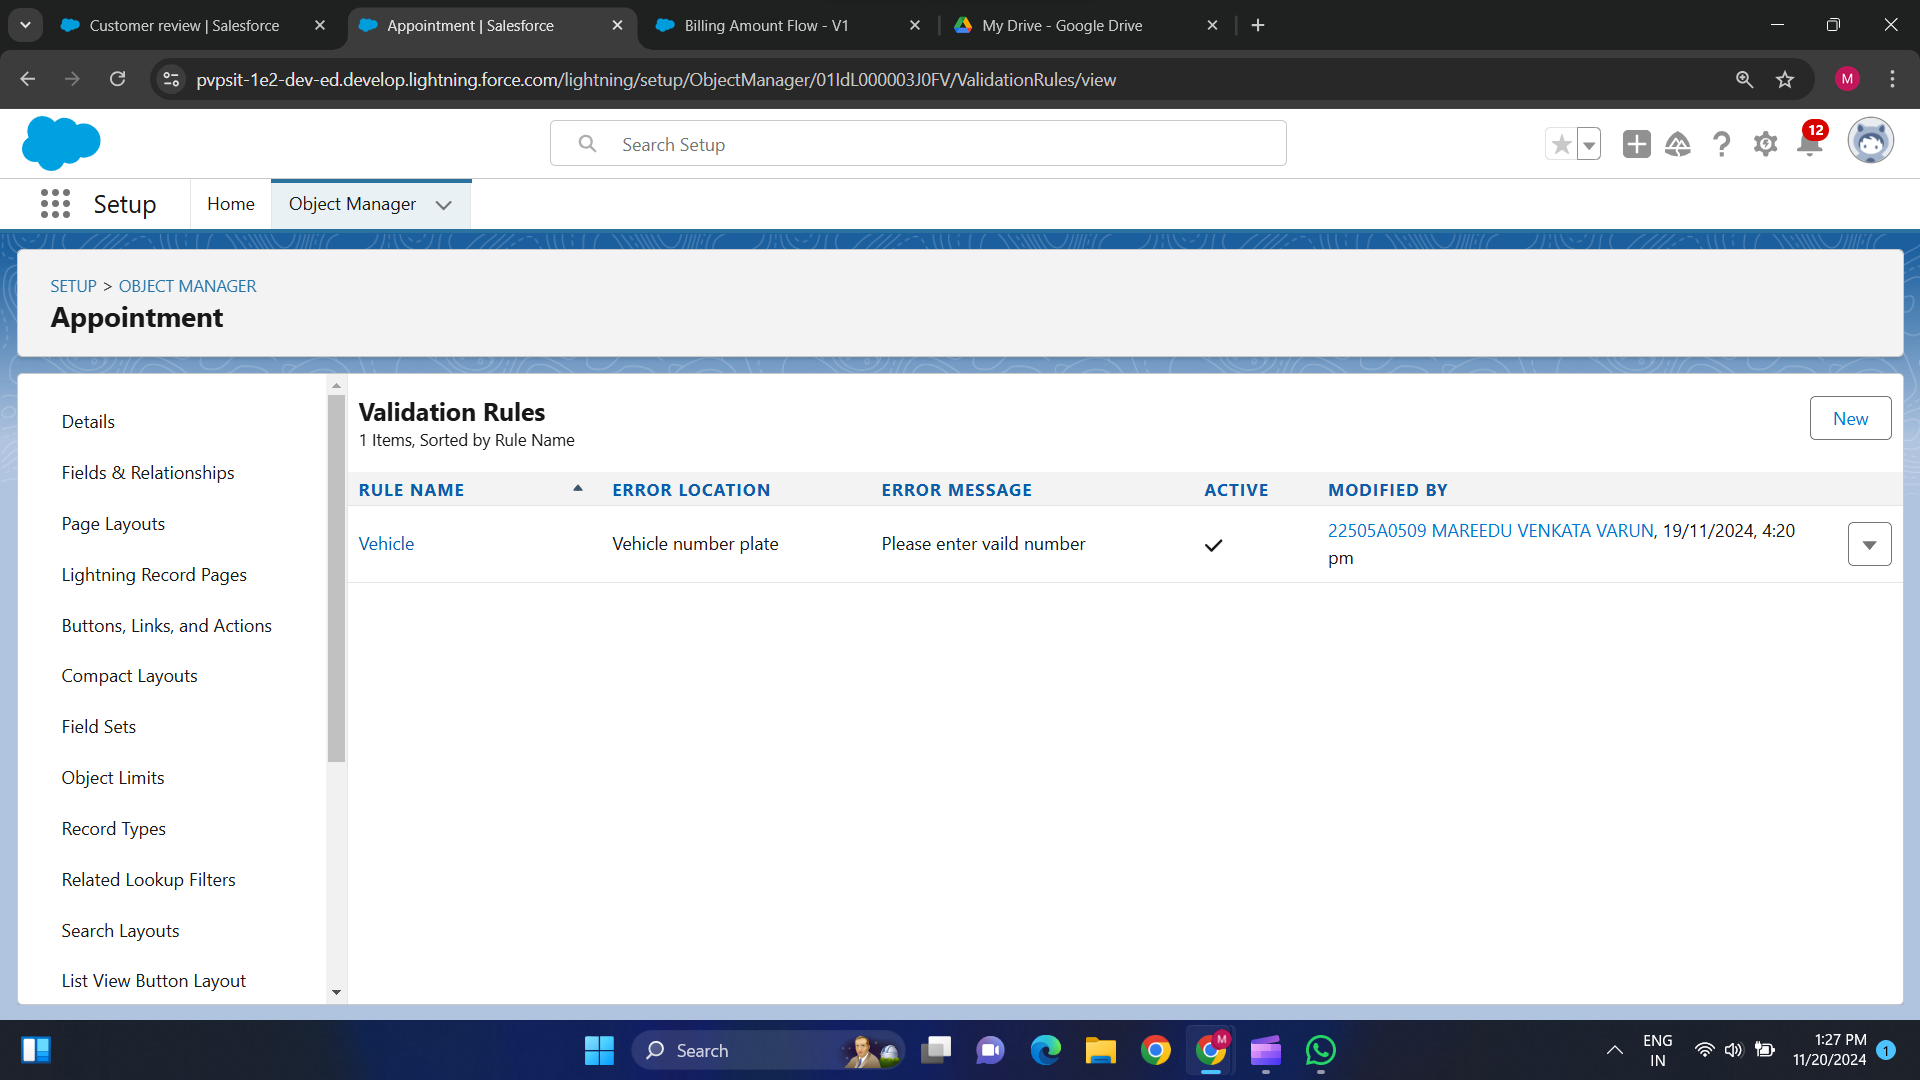 Customer review | Salesforce
Appointment | Salesforce
Billing Amount Flow - V1
My Drive - Google Drive
pvpsit-1e2-dev-ed.develop.lightning.force.com/lightning/setup/ObjectManager/01IdL000003J0FV/ValidationRules/view
M
Search Setup
12
Setup
Home
Object Manager
SETUP > OBJECT MANAGER
Appointment
Details
Fields & Relationships
Page Layouts
Lightning Record Pages
Buttons, Links, and Actions
Compact Layouts
Field Sets
Object Limits
Record Types
Related Lookup Filters
Search Layouts
List View Button Layout
Validation Rules
1 Items, Sorted by Rule Name
New
RULE NAME ERROR LOCATION ERROR MESSAGE ACTIVE MODIFIED BY
Vehicle Vehicle number plate Please enter vaild number 22505A0509 MAREEDU VENKATA VARUN, 19/11/2024, 4:20
pm
Search
M
ENG
IN
1:27 PM
11/20/2024
1